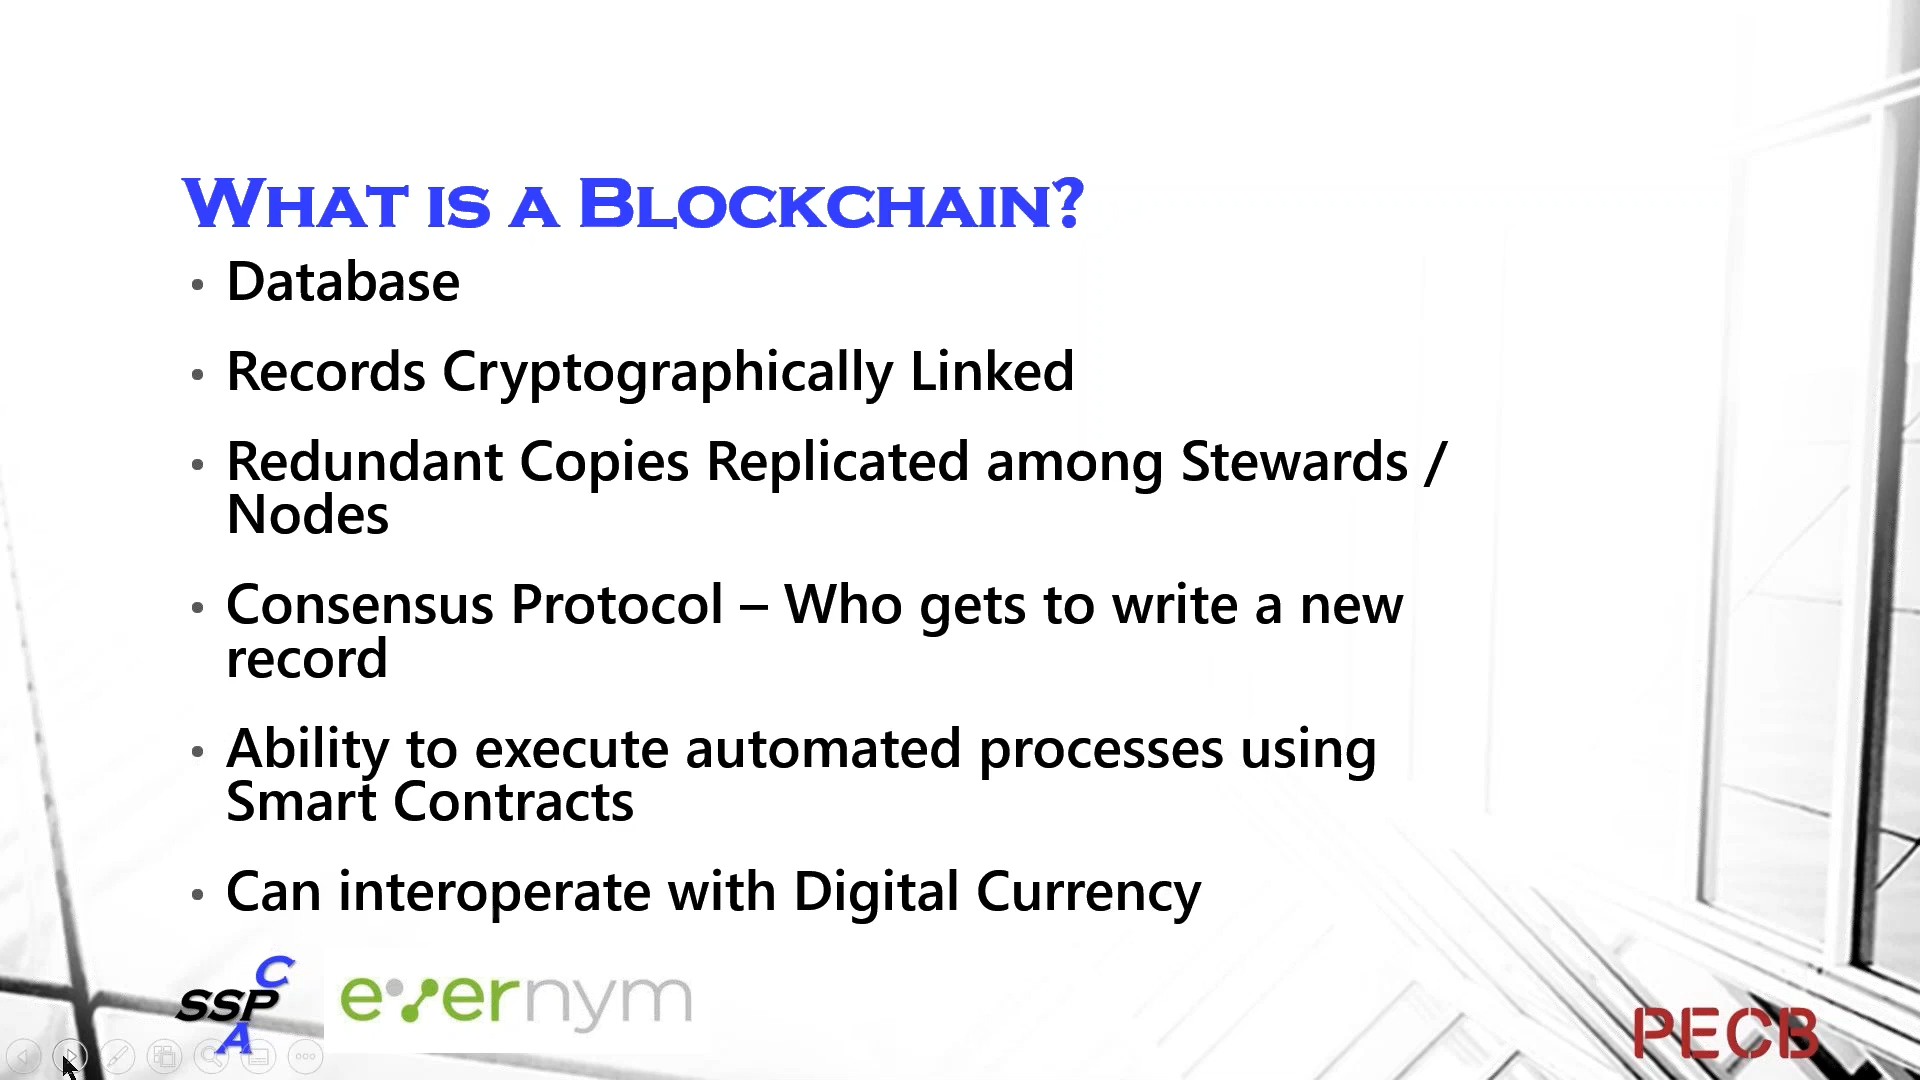 What is a Blockchain?
• Database
• Records Cryptographically Linked
• Redundant Copies Replicated among Stewards /
Nodes
• Consensus Protocol – Who gets to write a new
record
• Ability to execute automated processes using
Smart Contracts
• Can interoperate with Digital Currency
C
SSP
A
evernym
PECB